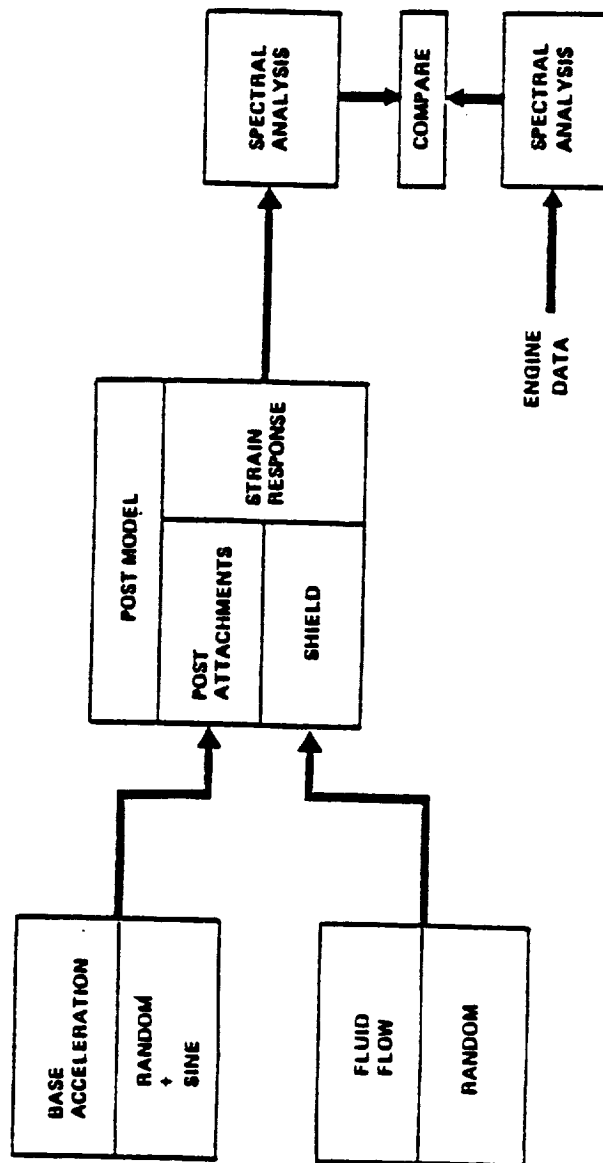 BASE
ACCELERATION
RANDOM
+
SINE
FLUID
FLOW
RANDOM
POST MODEL
POST
ATTACHMENTS
SHIELD
STRAIN
RESPONSE
SPECTRAL
ANALYSIS
COMPARE
SPECTRAL
ANALYSIS
ENGINE
DATA